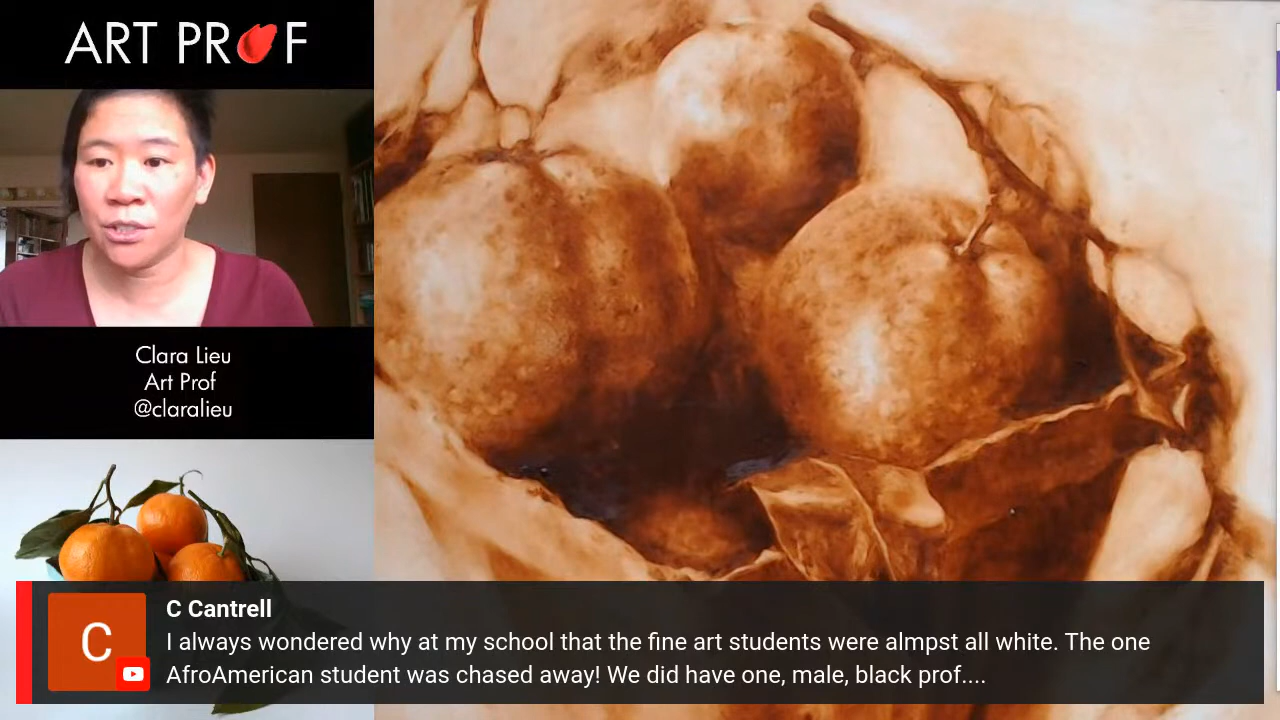 ART PROF
Clara Lieu
Art Prof
@claralieu
C
C Cantrell
I always wondered why at my school that the fine art students were almpst all white. The one
AfroAmerican student was chased away! We did have one, male, black prof....